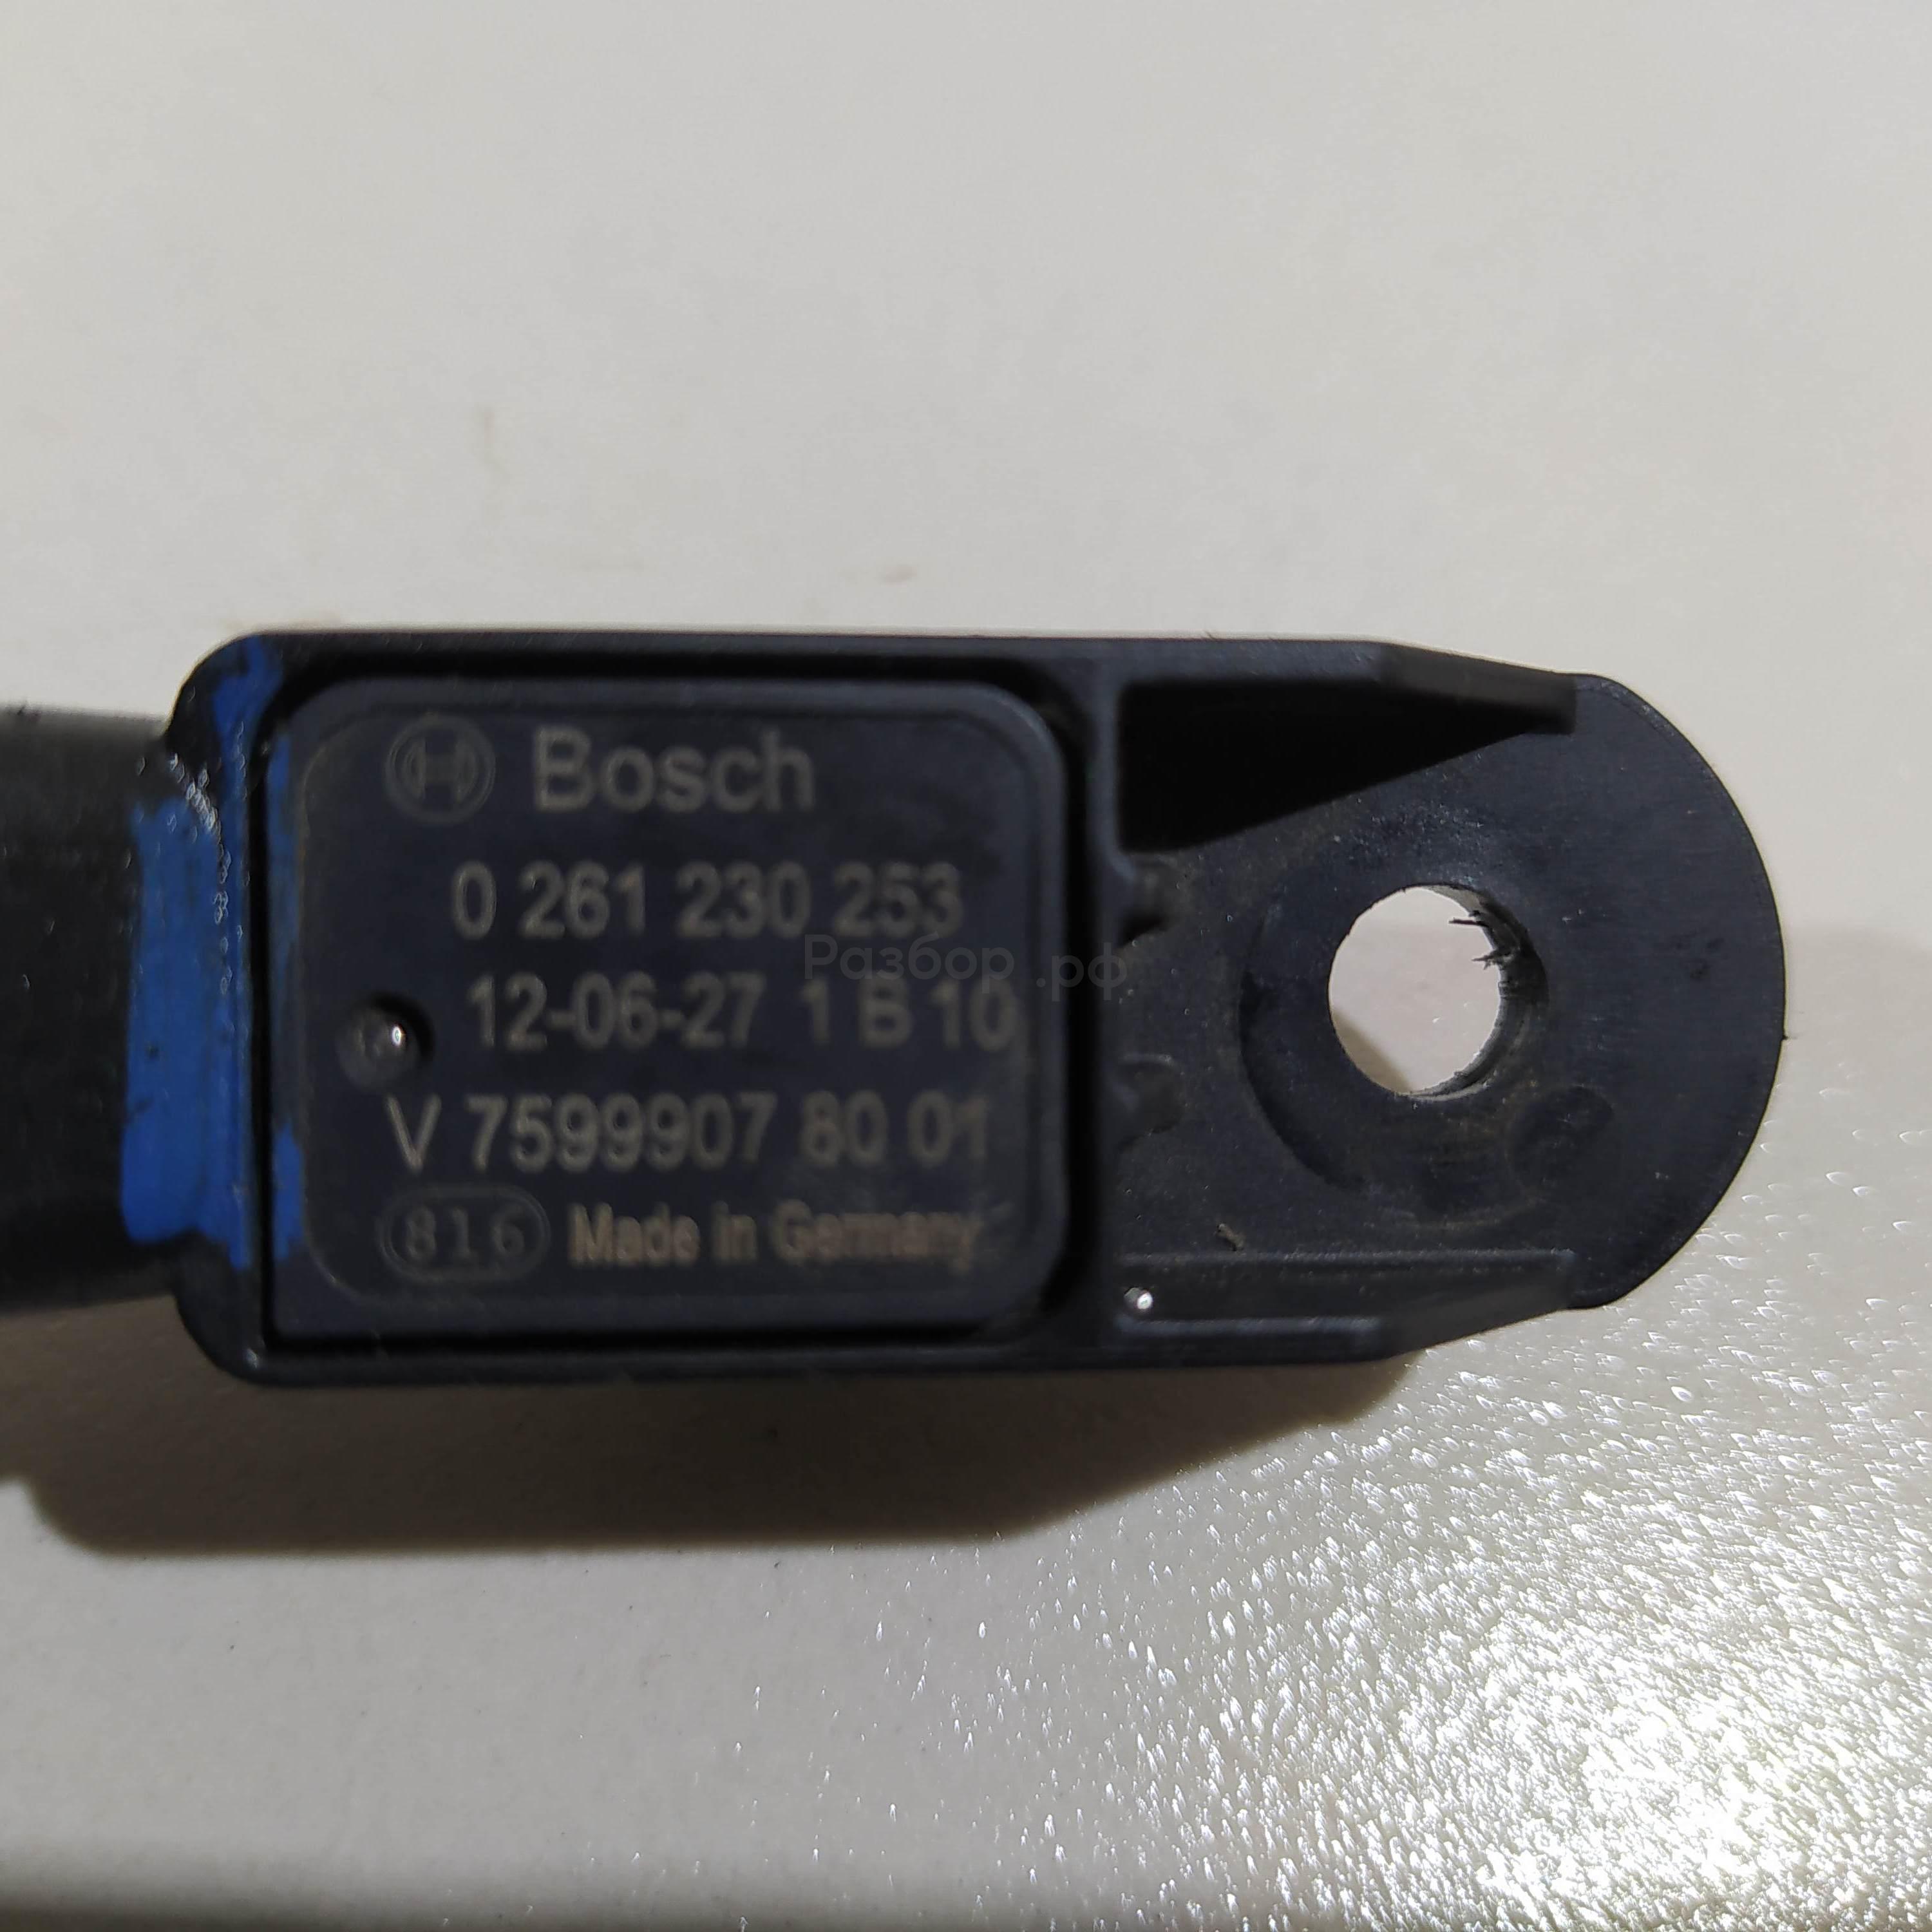 Bosch
0 261 230 253
Разбор.рф
12-06-27 1 B 10
V 7599907 80 01
816 Made in Germany